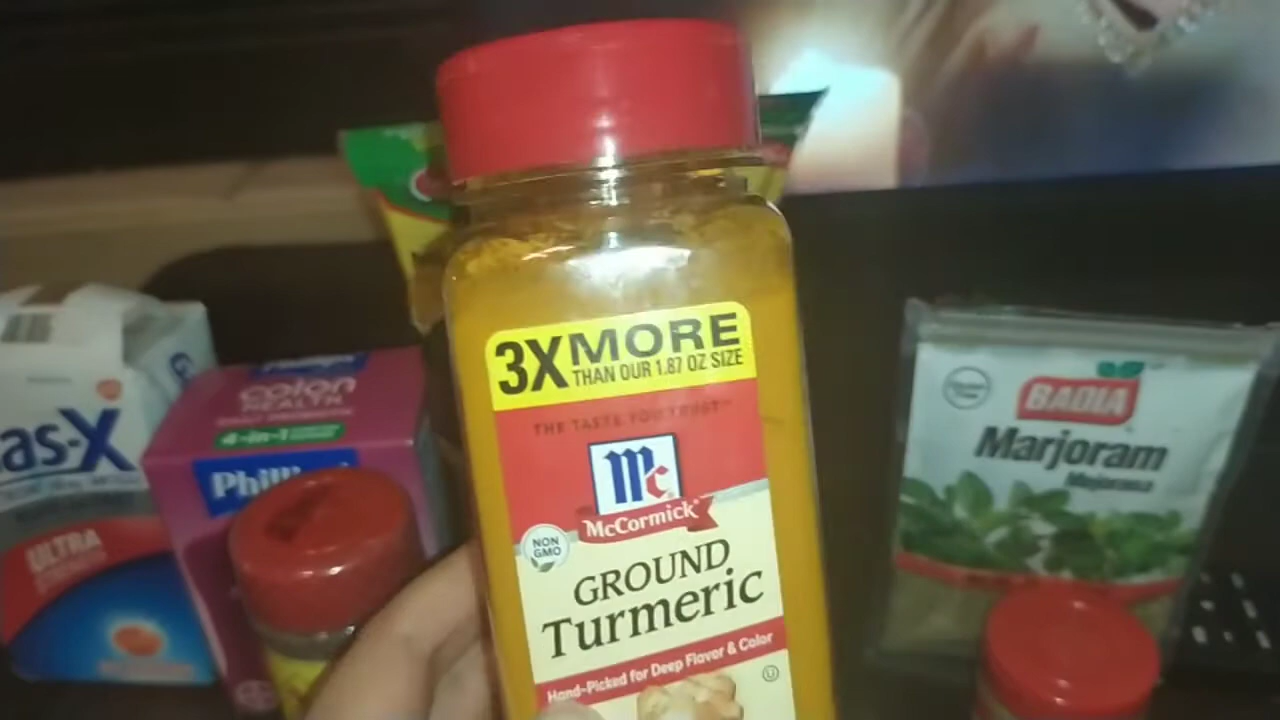 3X MORE
THAN OUR 1.87 OZ SIZE
THE TASTE YOU TRUST™
Mc
McCormick®
NON
GMO
GROUND
Turmeric
Hand-Picked for Deep Flavor & Color
U
as-X
ULTRA
Colon
HEALTH
4-in-1
Phill
BADIA
Marjoram
Mejorana